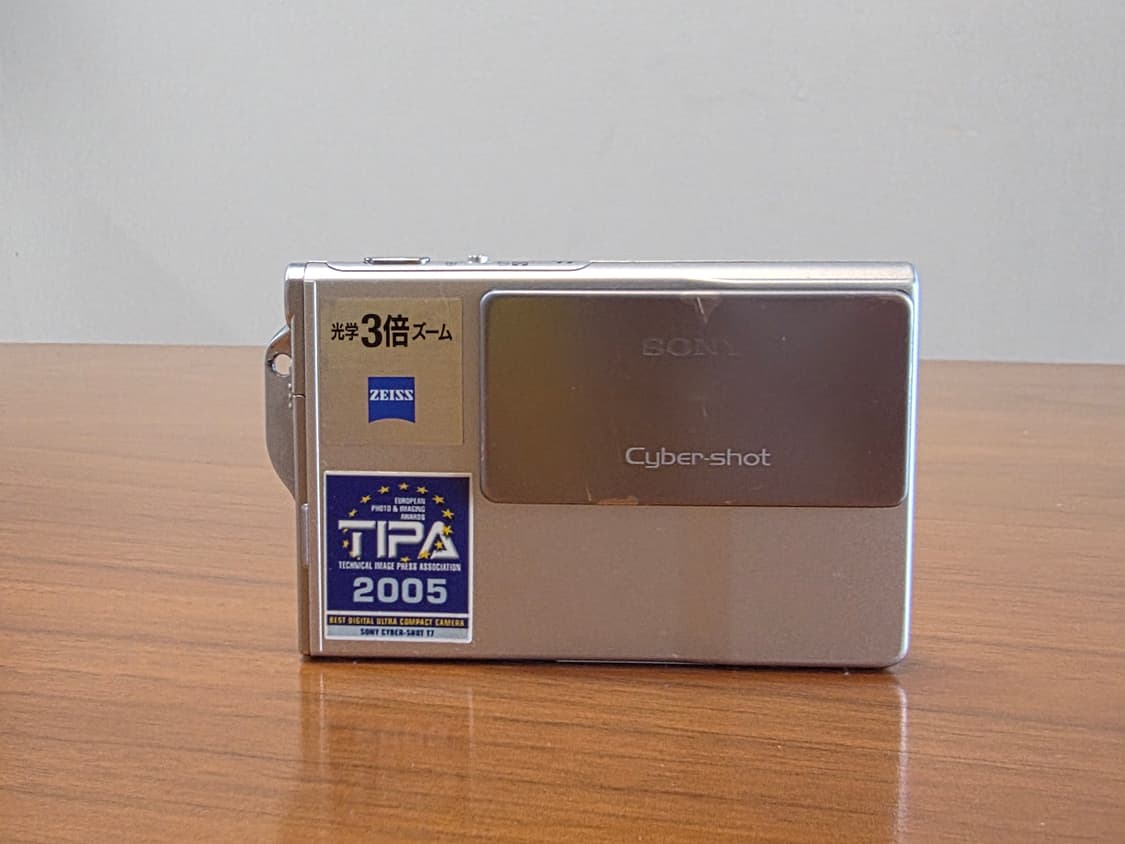 光学3倍ズーム
ZEISS
SONY
Cyber-shot
EUROPEAN
PHOTO & IMAGING
AWARDS
TIPA
TECHNICAL IMAGE PRESS ASSOCIATION
2005
BEST DIGITAL ULTRA COMPACT CAMERA
SONY CYBER-SHOT T7